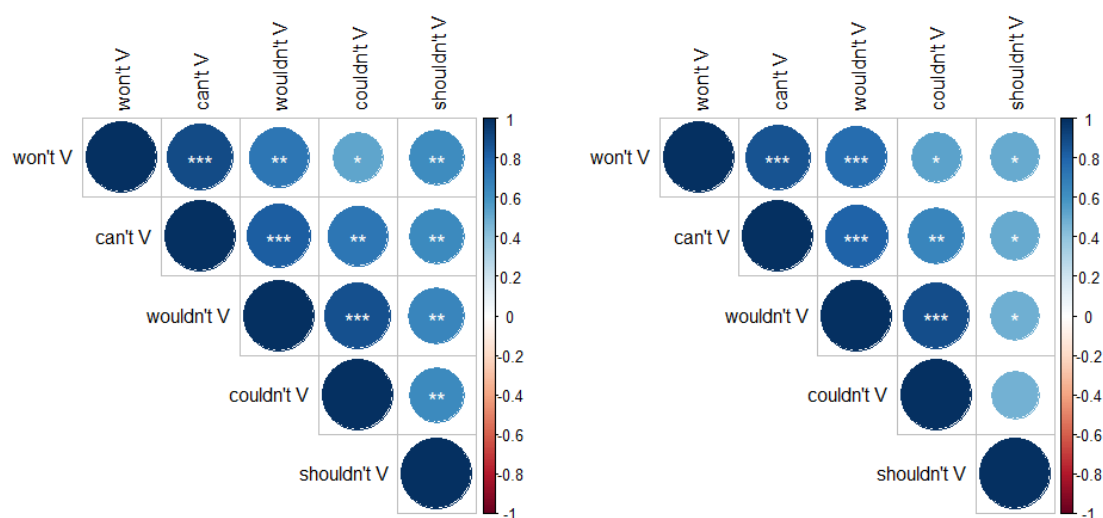 won't V can't V wouldn't V couldn't V shouldn't V
won't V *** ** * **
can't V *** ** **
wouldn't V *** **
couldn't V **
shouldn't V
1
0.8
0.6
0.4
0.2
0
-0.2
-0.4
-0.6
-0.8
-1
won't V can't V wouldn't V couldn't V shouldn't V
won't V *** *** * *
can't V *** ** *
wouldn't V *** *
couldn't V
shouldn't V
1
0.8
0.6
0.4
0.2
0
-0.2
-0.4
-0.6
-0.8
-1